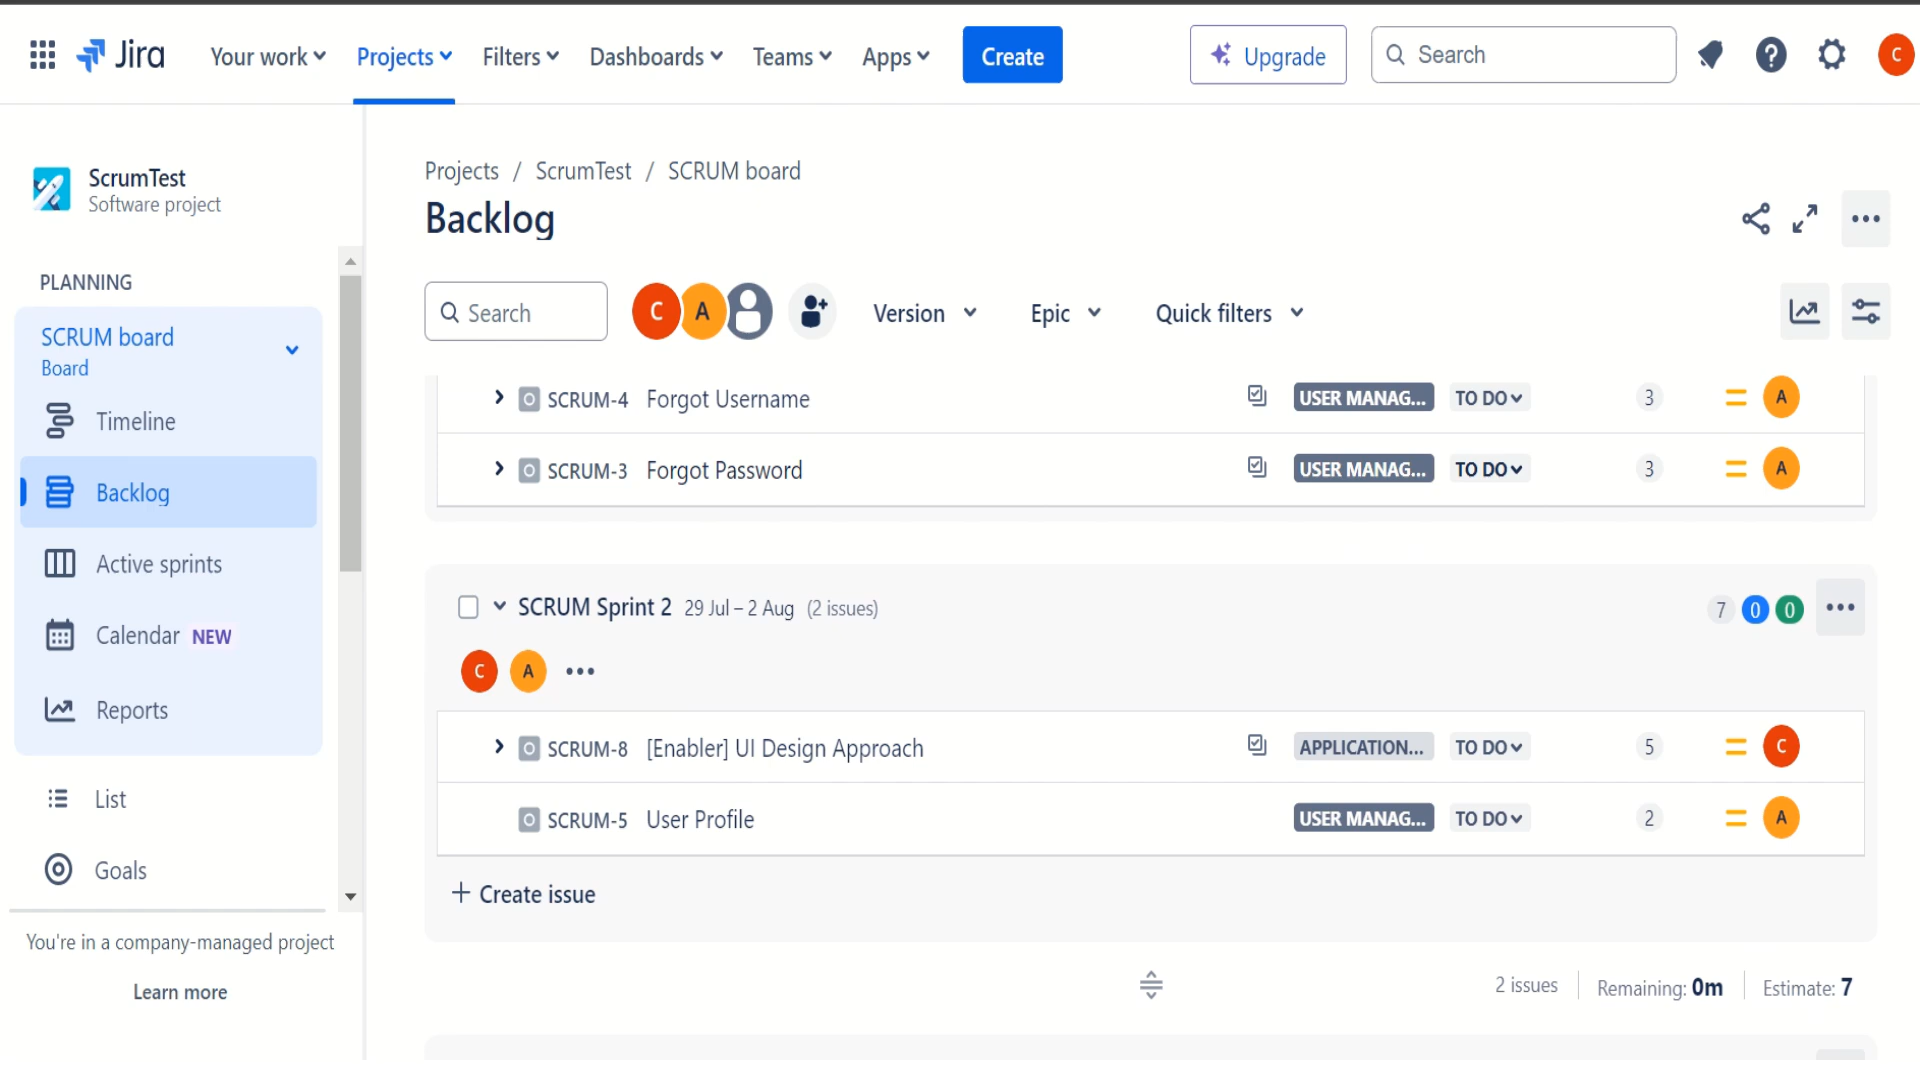 Jira Your work Projects Filters Dashboards Teams Apps Create Upgrade Search C
ScrumTest
Software project
PLANNING
SCRUM board
Board
Timeline
Backlog
Active sprints
Calendar NEW
Reports
List
Goals
You're in a company-managed project
Learn more
Projects / ScrumTest / SCRUM board
Backlog
Search C A Version Epic Quick filters
SCRUM-4 Forgot Username USER MANAG... TO DO 3 A
SCRUM-3 Forgot Password USER MANAG... TO DO 3 A
SCRUM Sprint 2 29 Jul – 2 Aug (2 issues) 7 0 0
C A
SCRUM-8 [Enabler] UI Design Approach APPLICATION... TO DO 5 C
SCRUM-5 User Profile USER MANAG... TO DO 2 A
+ Create issue
2 issues Remaining: 0m Estimate: 7